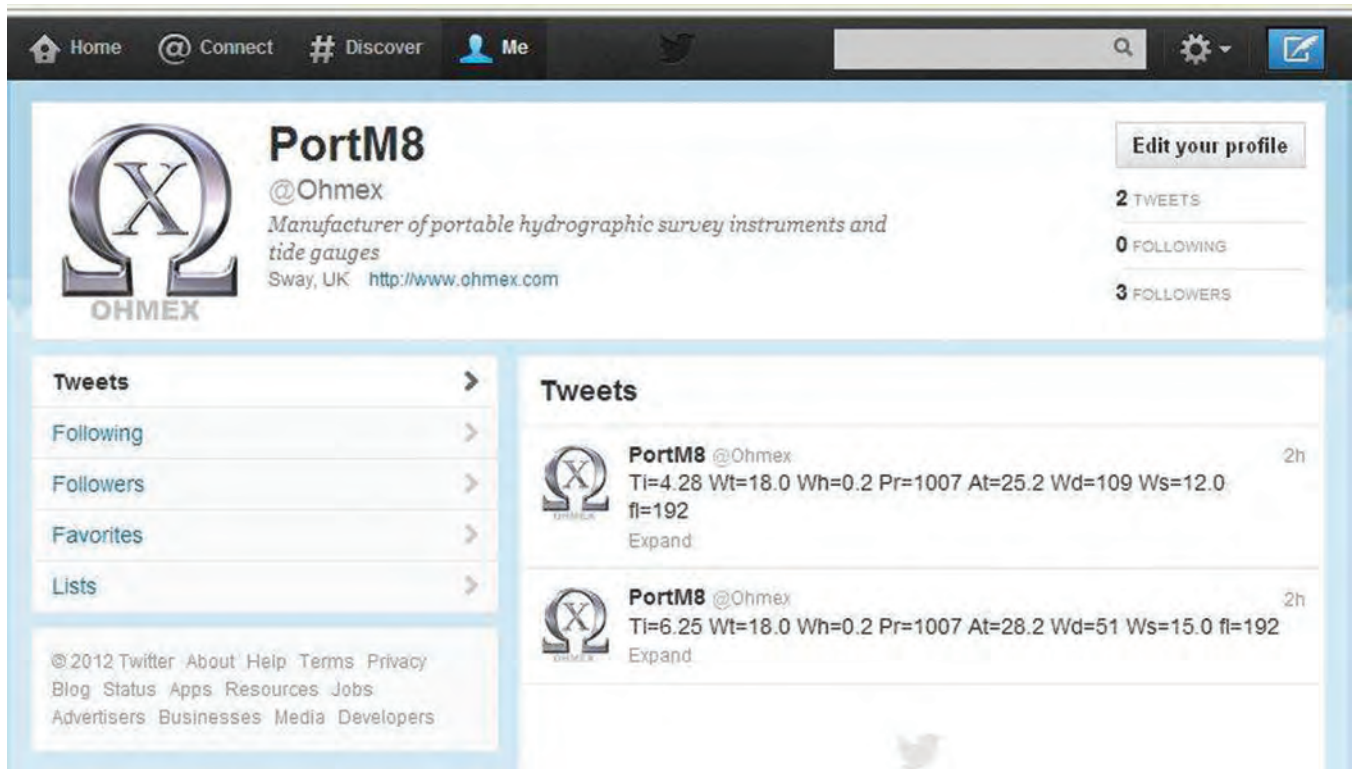 Home @ Connect # Discover Me
X
OHMEX
PortM8
@Ohmex
Manufacturer of portable hydrographic survey instruments and
tide gauges
Sway, UK http://www.ohmex.com
Edit your profile
2 TWEETS
0 FOLLOWING
3 FOLLOWERS
Tweets
Following
Followers
Favorites
Lists
© 2012 Twitter About Help Terms Privacy
Blog Status Apps Resources Jobs
Advertisers Businesses Media Developers
Tweets
X
OHMEX
PortM8 @Ohmex 2h
Ti=4.28 Wt=18.0 Wh=0.2 Pr=1007 At=25.2 Wd=109 Ws=12.0
fl=192
Expand
X
OHMEX
PortM8 @Ohmex 2h
Ti=6.25 Wt=18.0 Wh=0.2 Pr=1007 At=28.2 Wd=51 Ws=15.0 fl=192
Expand